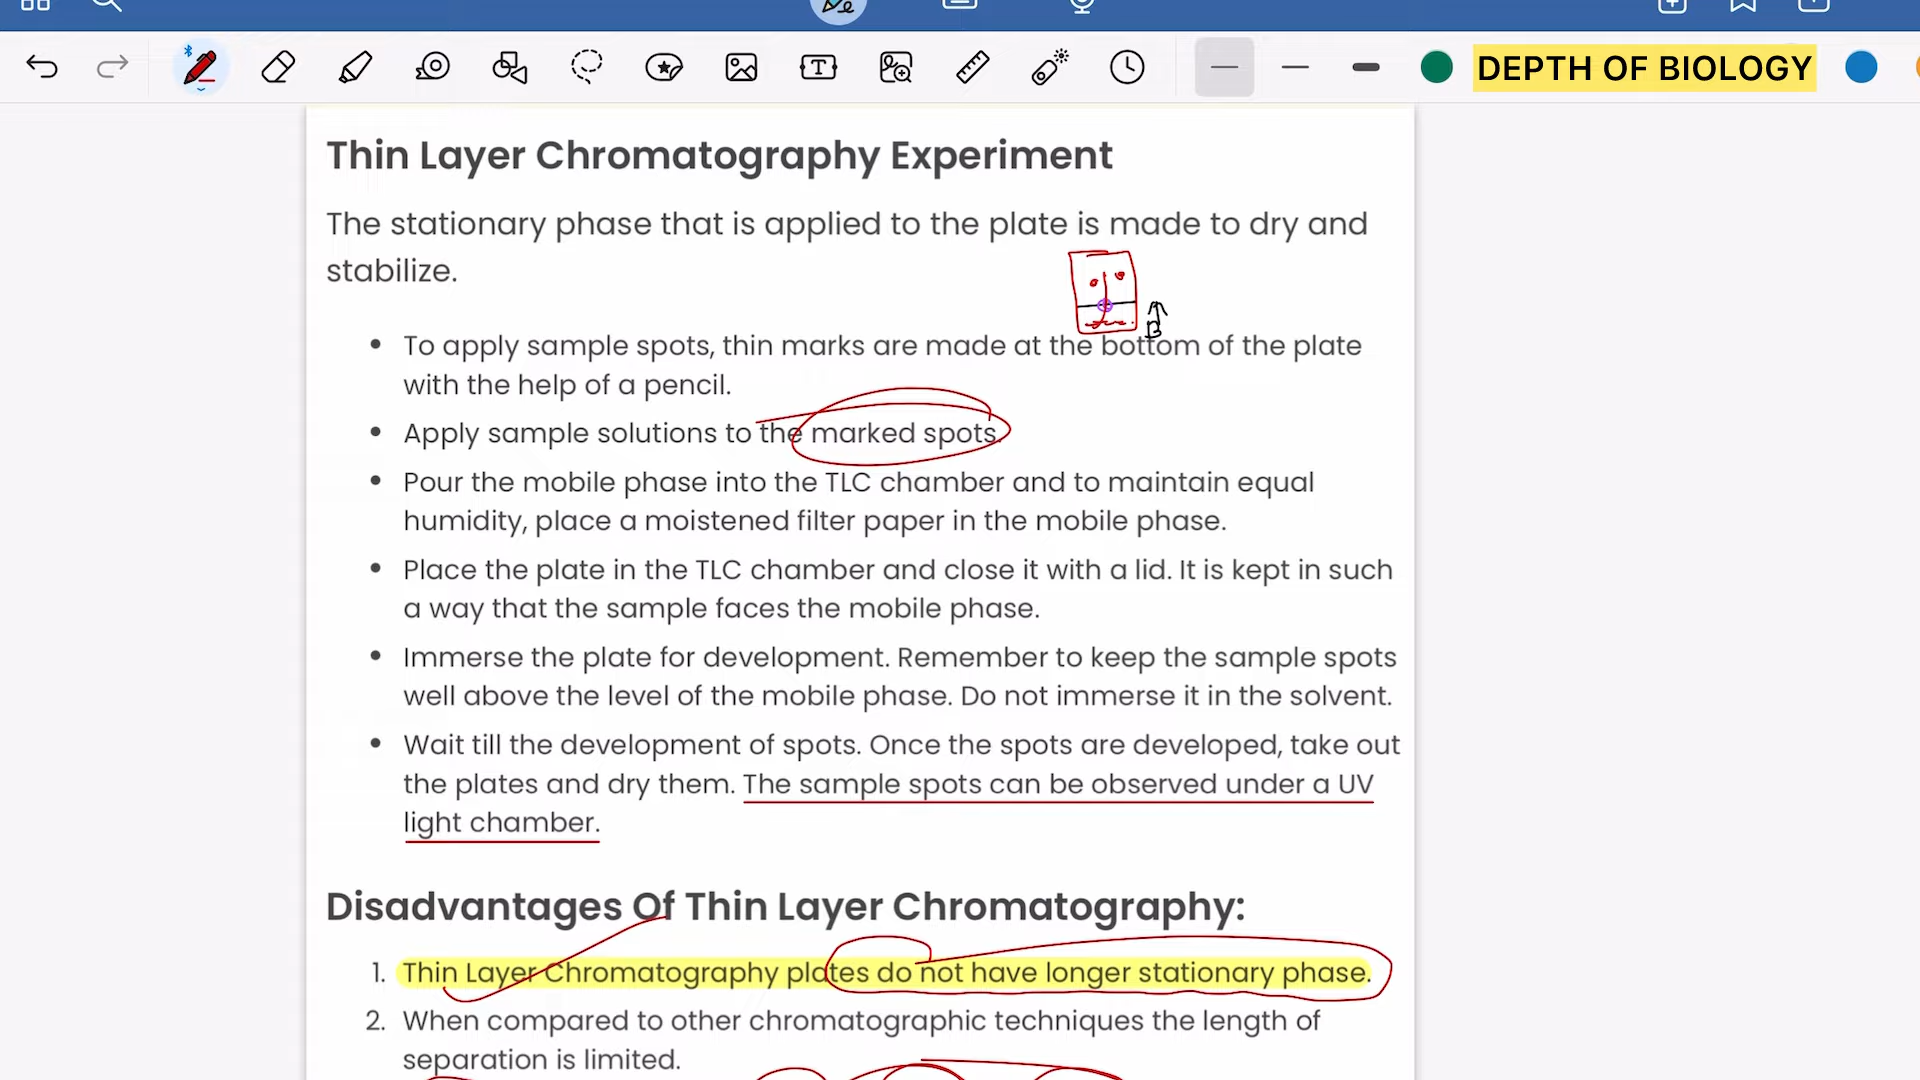 DEPTH OF BIOLOGY
Thin Layer Chromatography Experiment
The stationary phase that is applied to the plate is made to dry and
stabilize.
B
• To apply sample spots, thin marks are made at the bottom of the plate
with the help of a pencil.
• Apply sample solutions to the marked spots.
• Pour the mobile phase into the TLC chamber and to maintain equal
humidity, place a moistened filter paper in the mobile phase.
• Place the plate in the TLC chamber and close it with a lid. It is kept in such
a way that the sample faces the mobile phase.
• Immerse the plate for development. Remember to keep the sample spots
well above the level of the mobile phase. Do not immerse it in the solvent.
• Wait till the development of spots. Once the spots are developed, take out
the plates and dry them. The sample spots can be observed under a UV
light chamber.
Disadvantages Of Thin Layer Chromatography:
1. Thin Layer Chromatography plates do not have longer stationary phase.
2. When compared to other chromatographic techniques the length of
separation is limited.